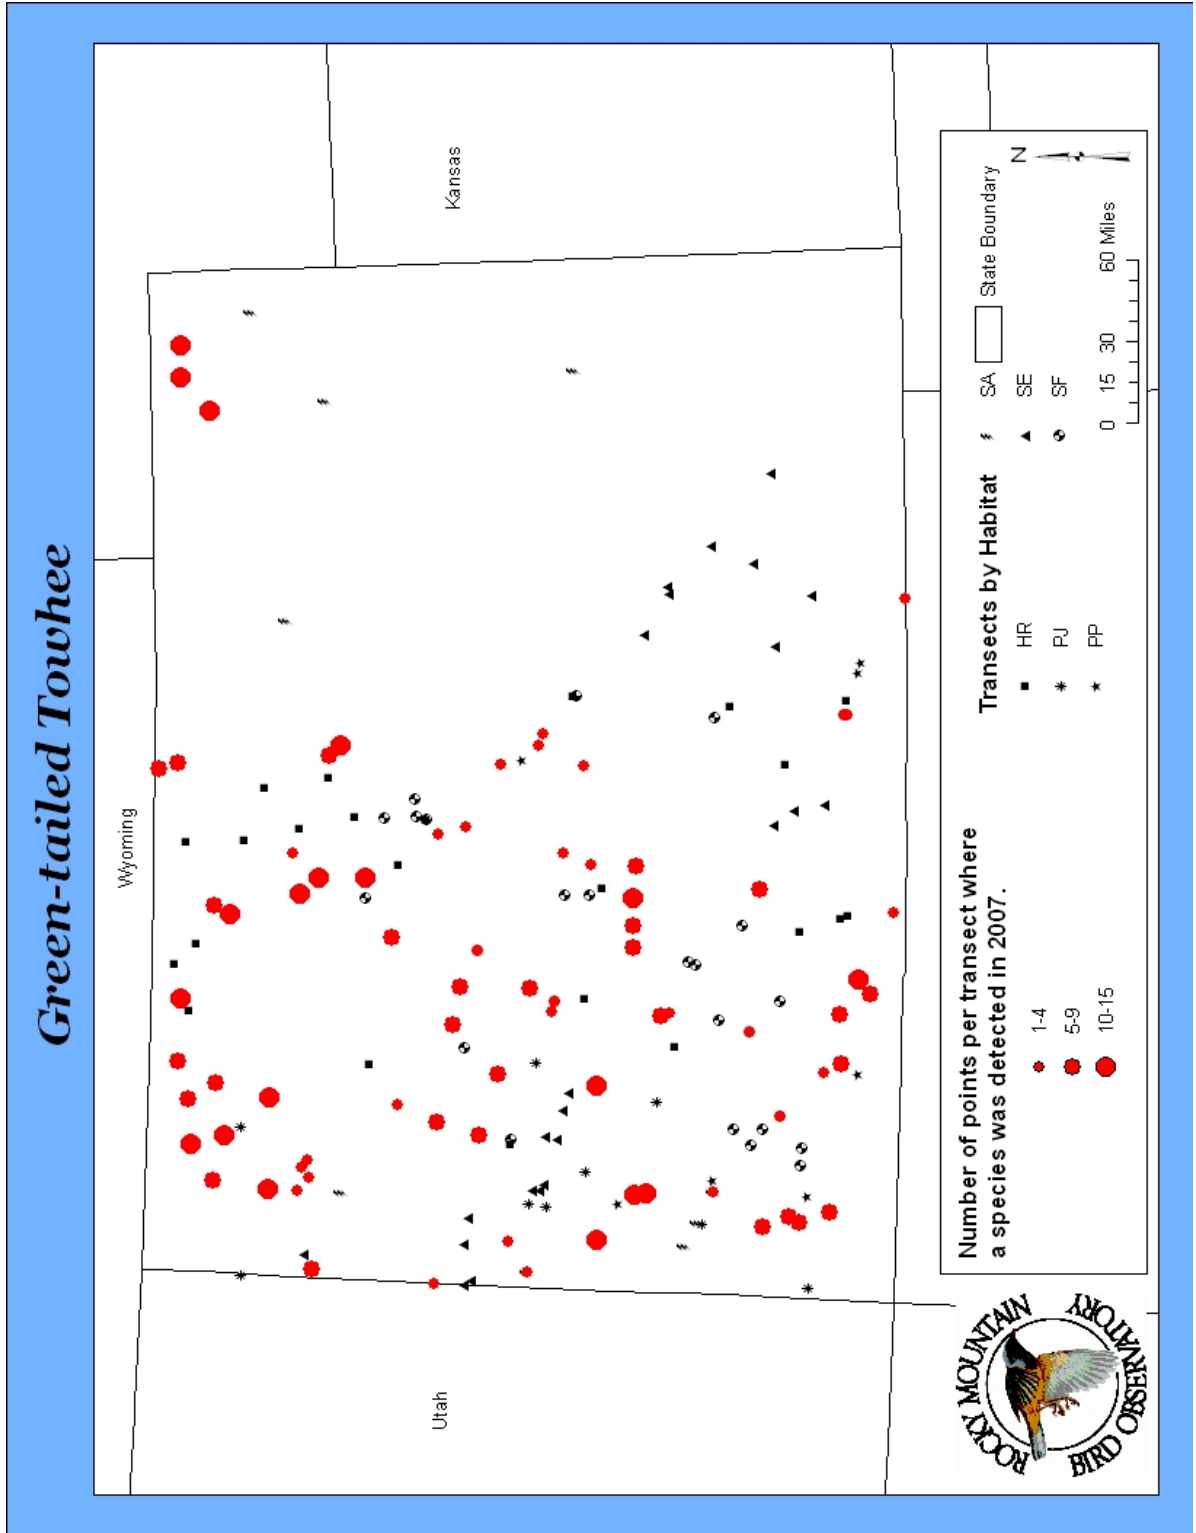 Green-tailed Towhee
Wyoming
Utah
Kansas
Number of points per transect where
a species was detected in 2007.
1-4
5-9
10-15
Transects by Habitat
HR
PJ
PP
SA
SE
SF
State Boundary
N
0 15 30 60 Miles
ROCKY MOUNTAIN
BIRD OBSERVATORY